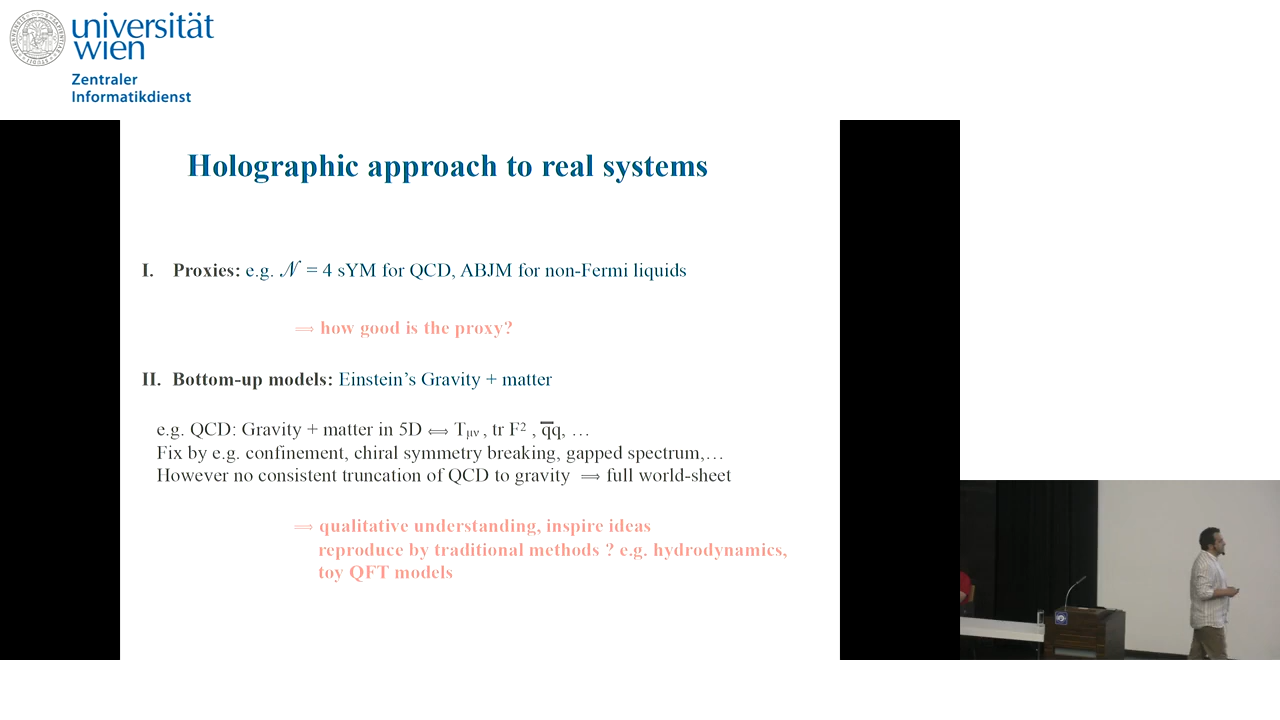 universität
wien
Zentraler
Informatikdienst
Holographic approach to real systems
I. Proxies: e.g. 𝒩 = 4 sYM for QCD, ABJM for non-Fermi liquids
⟹ how good is the proxy?
II. Bottom-up models: Einstein’s Gravity + matter
e.g. QCD: Gravity + matter in 5D ⟺ Tμν , tr F² , q̅q, …
Fix by e.g. confinement, chiral symmetry breaking, gapped spectrum,…
However no consistent truncation of QCD to gravity ⟹ full world-sheet
⟹ qualitative understanding, inspire ideas
reproduce by traditional methods ? e.g. hydrodynamics,
toy QFT models